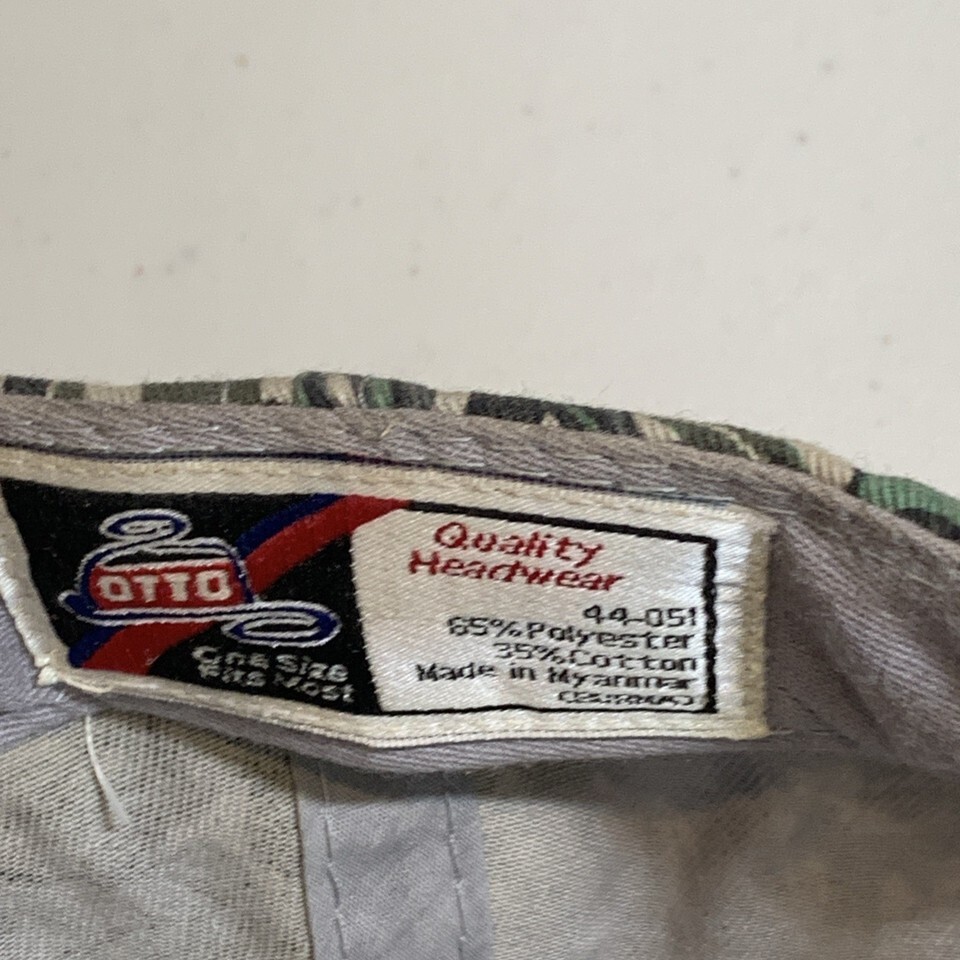 OTTO
One Size
Fits Most
Quality
Headwear
44-051
65% Polyester
35% Cotton
Made in Myanmar
(BURMA)